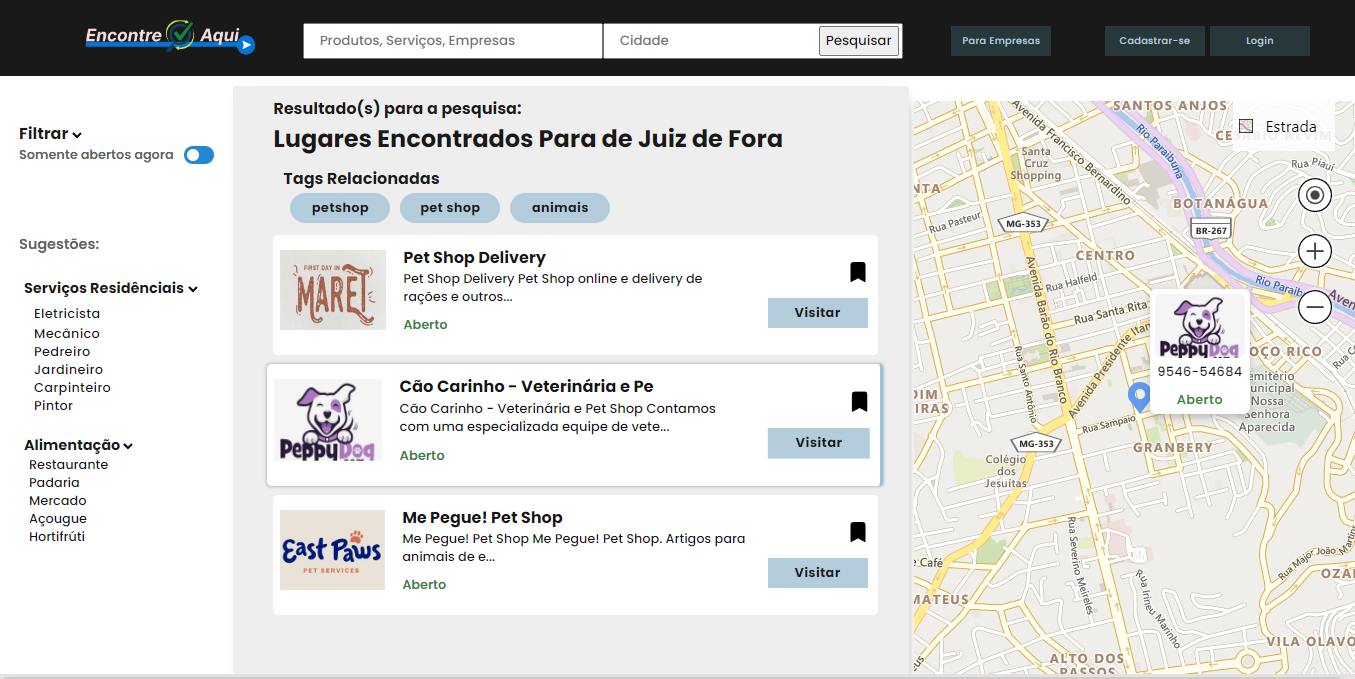 Encontre Aqui
Produtos, Serviços, Empresas
Cidade
Pesquisar
Para Empresas
Cadastrar-se
Login
Filtrar
Somente abertos agora
Sugestões:
Serviços Residênciais
Eletricista
Mecânico
Pedreiro
Jardineiro
Carpinteiro
Pintor
Alimentação
Restaurante
Padaria
Mercado
Açougue
Hortifrúti
Resultado(s) para a pesquisa:
Lugares Encontrados Para de Juiz de Fora
Tags Relacionadas
petshop
pet shop
animais
FIRST DAY IN
MARET
Pet Shop Delivery
Pet Shop Delivery Pet Shop online e delivery de
rações e outros...
Aberto
Visitar
PeppyDog
Cão Carinho - Veterinária e Pe
Cão Carinho - Veterinária e Pet Shop Contamos
com uma especializada equipe de vete...
Aberto
Visitar
EAST PAWS
PET SERVICES
Me Pegue! Pet Shop
Me Pegue! Pet Shop Me Pegue! Pet Shop. Artigos para
animais de e...
Aberto
Visitar
SANTOS ANJOS
Avenida Francisco Bernardino
Rio Paraibuna
Estrada
Rua Piauí
Santa
Cruz
Shopping
BOTANÁGUA
Rua Pasteur
MG-353
BR-267
CENTRO
Rua Halfeld
Rio Paraib
Avenida Barão do Rio Branco
Rua Santa Rita
Avenida Presidente Itan
PeppyDog
9546-54684
Aberto
OÇO RICO
Rua Santo Antônio
emitério
unicipal
Nossa
Senhora
Aparecida
DIM
IRAS
Rua Sampaio
MG-353
GRANBERY
Colégio
dos
Jesuítas
Rua Severino Meireles
Café
Rua Major João Mart
OZA
MATEUS
Rua Irineu Marinho
VILA OLAVO
ALTO DOS
PASSOS